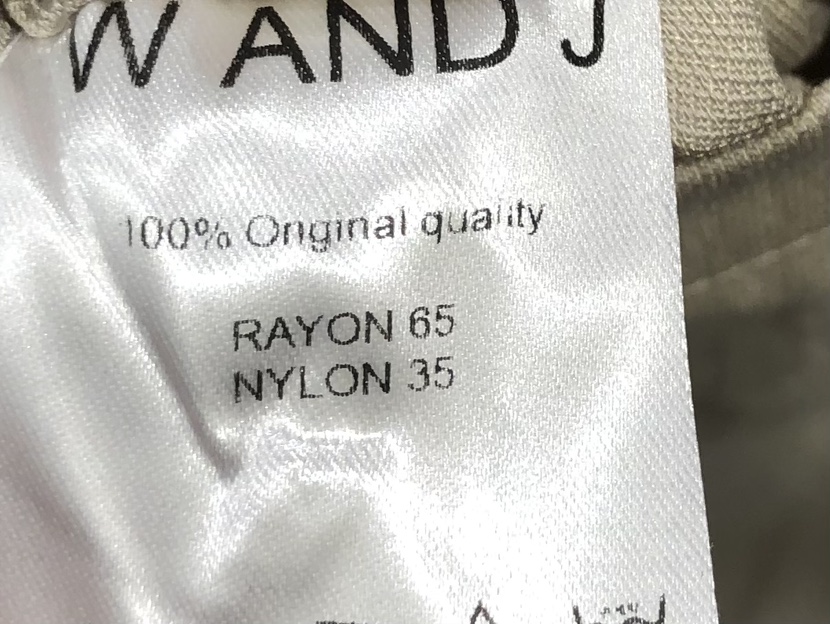 W AND J
100% Original quality
RAYON 65
NYLON 35